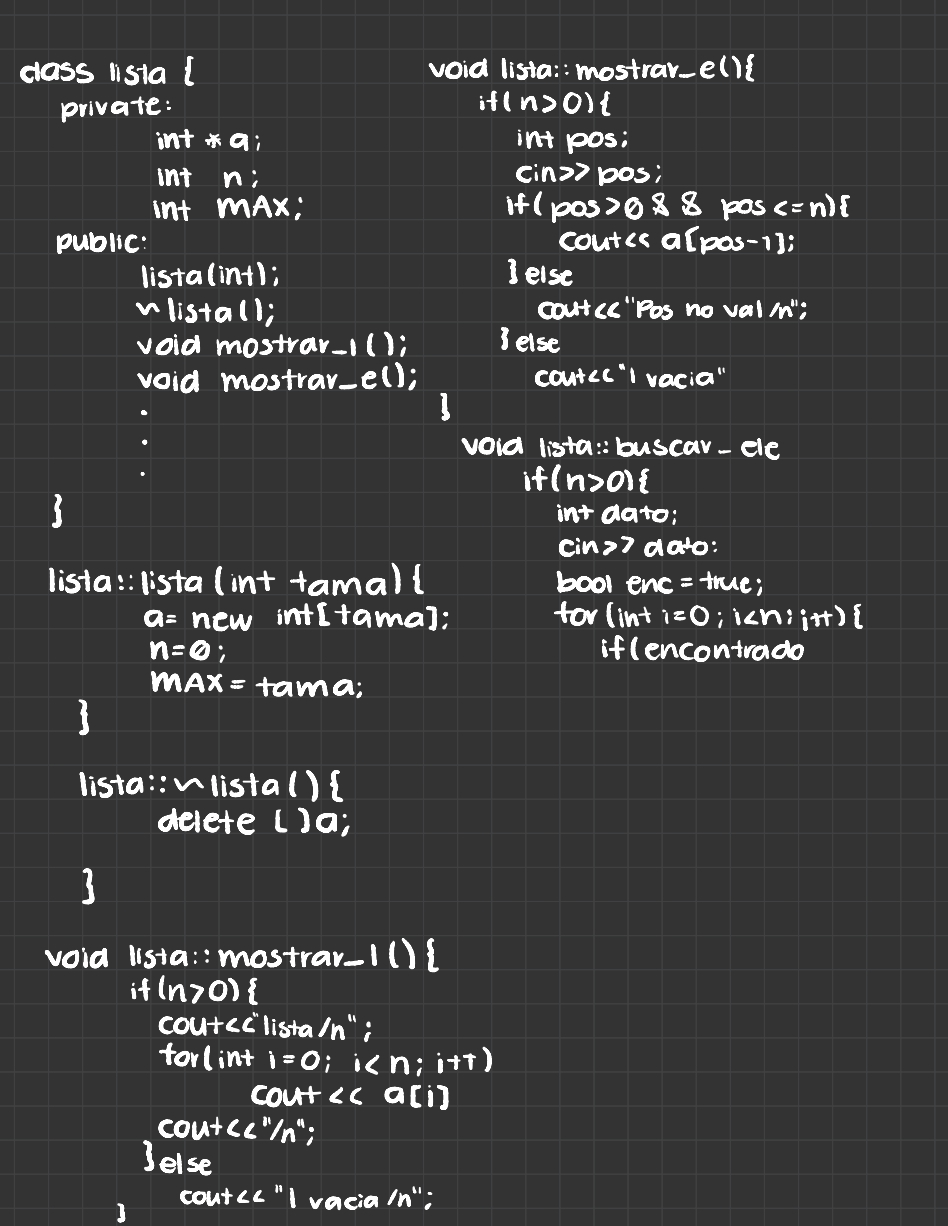 class lista {
private:
int * a;
int n;
int MAX;
public:
lista(int);
~lista();
void mostrar_l();
void mostrar_e();
.
.
.
}
lista::lista (int tama) {
a= new int[tama];
n=0;
MAX = tama;
}
lista::~lista () {
delete [ ]a;
}
void lista::mostrar_l () {
if (n>0) {
cout<<"lista /n";
for(int i=0; i< n; i++)
cout << a[i]
cout<<"/n";
}else
cout<< "l vacia /n";
}
void lista::mostrar_e(){
if(n>0){
int pos;
cin>> pos;
if(pos>0 & & pos <= n){
cout<< a[pos-1];
}else
cout<<"Pos no val /n";
}else
cout<<"l vacia"
}
void lista::buscar_ele
if(n>0){
int dato;
cin>> dato:
bool enc = true;
for (int i=0; i<n; i++) {
if(encontrado